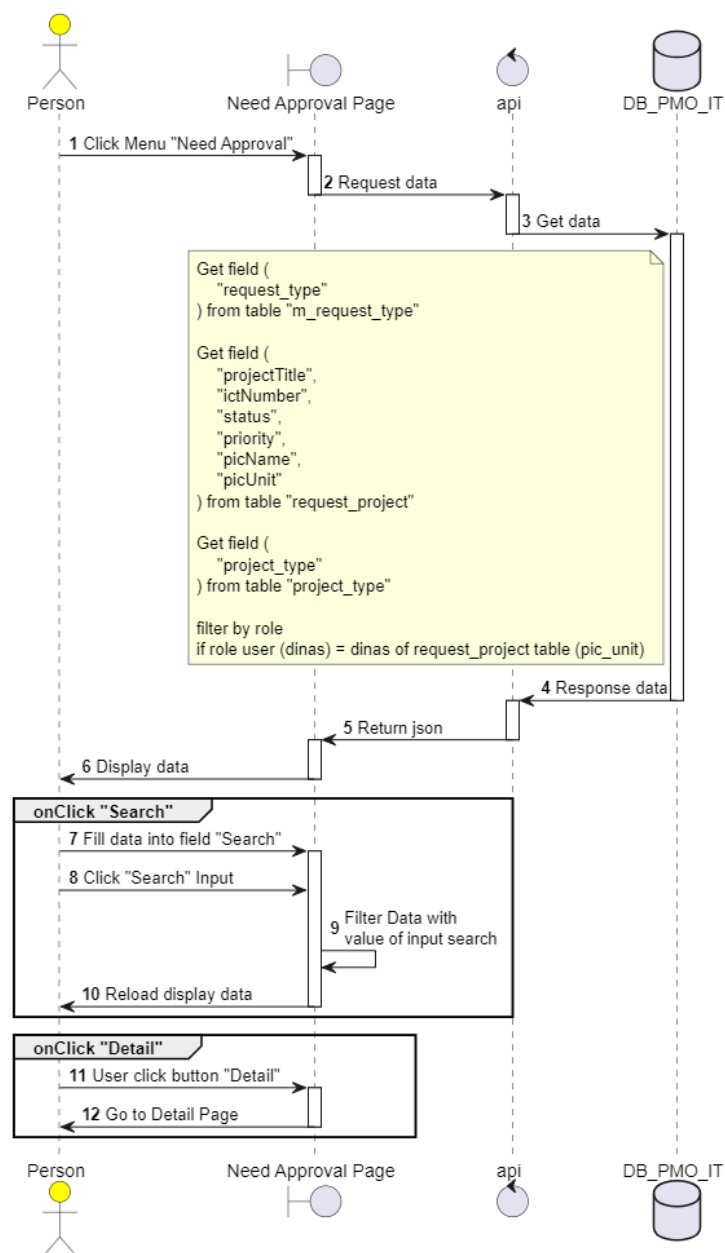 Person
Need Approval Page
api
DB_PMO_IT
1 Click Menu "Need Approval"
2 Request data
3 Get data
Get field (
"request_type"
) from table "m_request_type"
Get field (
"projectTitle",
"ictNumber",
"status",
"priority",
"picName",
"picUnit"
) from table "request_project"
Get field (
"project_type"
) from table "project_type"
filter by role
if role user (dinas) = dinas of request_project table (pic_unit)
4 Response data
5 Return json
6 Display data
onClick "Search"
7 Fill data into field "Search"
8 Click "Search" Input
9 Filter Data with
value of input search
10 Reload display data
onClick "Detail"
11 User click button "Detail"
12 Go to Detail Page
Person
Need Approval Page
api
DB_PMO_IT